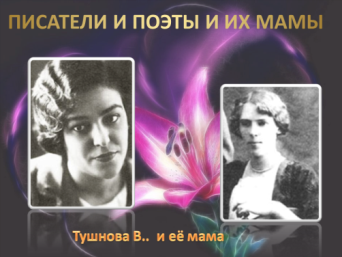 ПИСАТЕЛИ И ПОЭТЫ И ИХ МАМЫ
Тушнова В.. и её мама